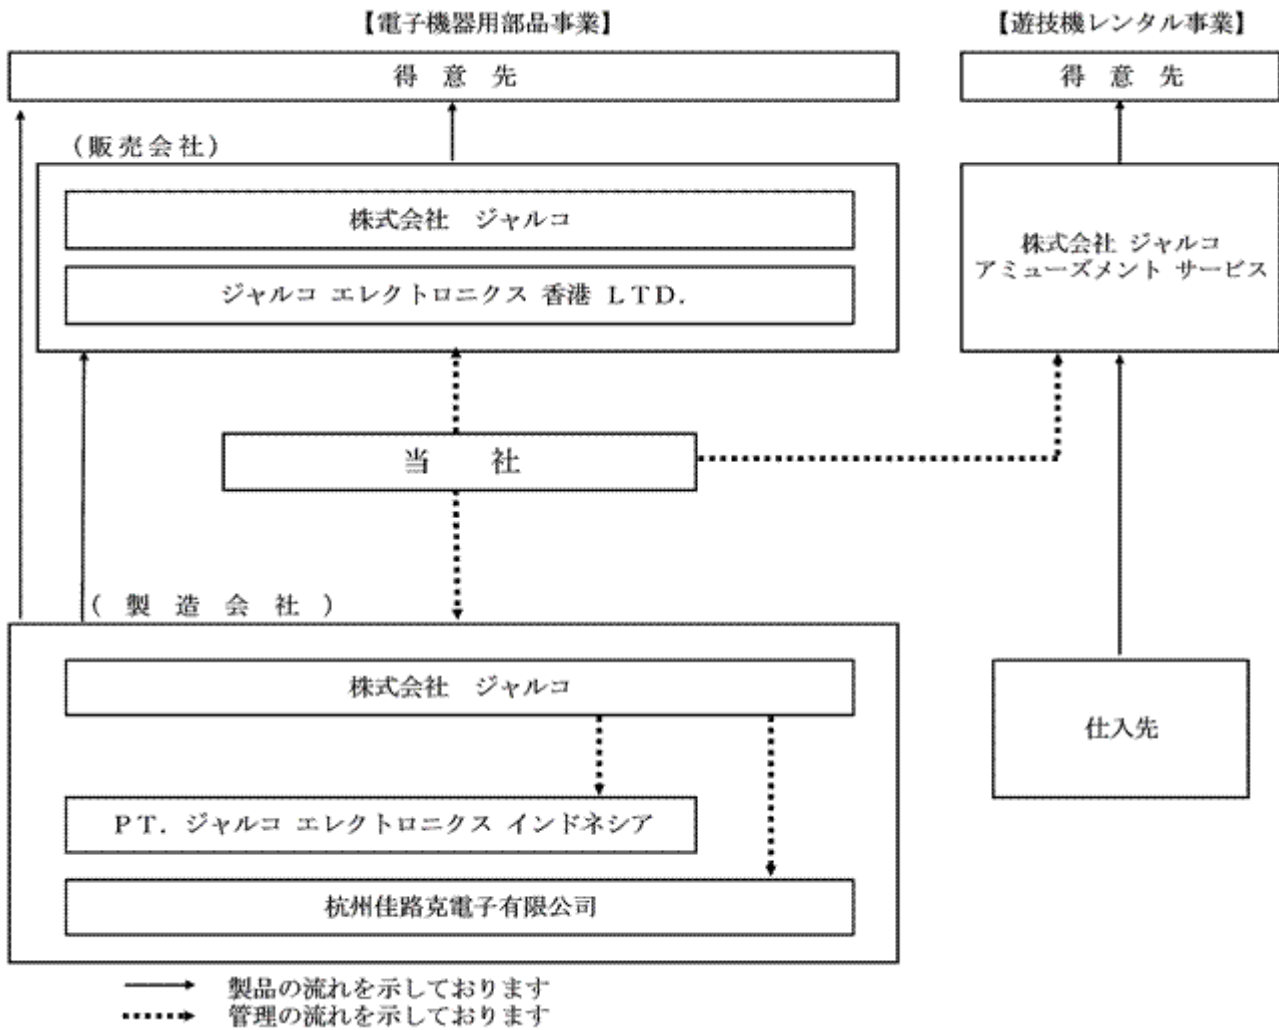 【電子機器用部品事業】
得 意 先
（販売会社）
株式会社 ジャルコ
ジャルコ エレクトロニクス 香港 ＬＴＤ．
当 社
（ 製 造 会 社 ）
株式会社 ジャルコ
ＰＴ．ジャルコ エレクトロニクス インドネシア
杭州佳路克電子有限公司
【遊技機レンタル事業】
得 意 先
株式会社 ジャルコ
アミューズメント サービス
仕入先
製品の流れを示しております
管理の流れを示しております